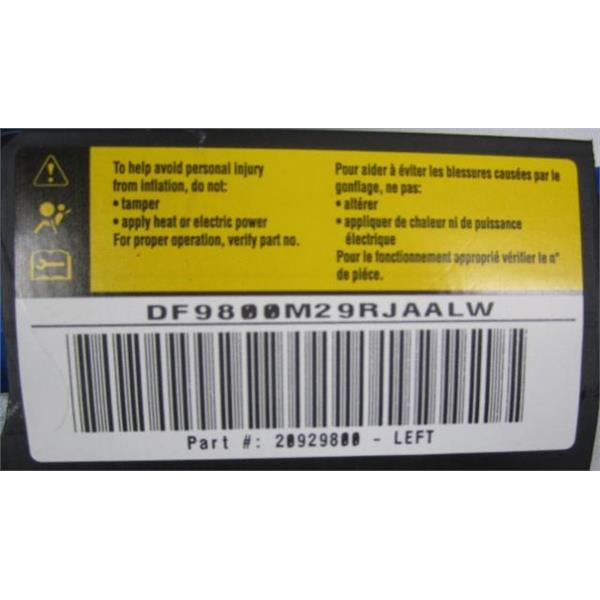 To help avoid personal injury
from inflation, do not:
• tamper
• apply heat or electric power
For proper operation, verify part no.
Pour aider à éviter les blessures causées par le
gonflage, ne pas:
• altérer
• appliquer de chaleur ni de puissance
électrique
Pour le fonctionnement approprié vérifier le n°
de piéce.
DF9800M29RJAALW
Part #: 20929800 - LEFT